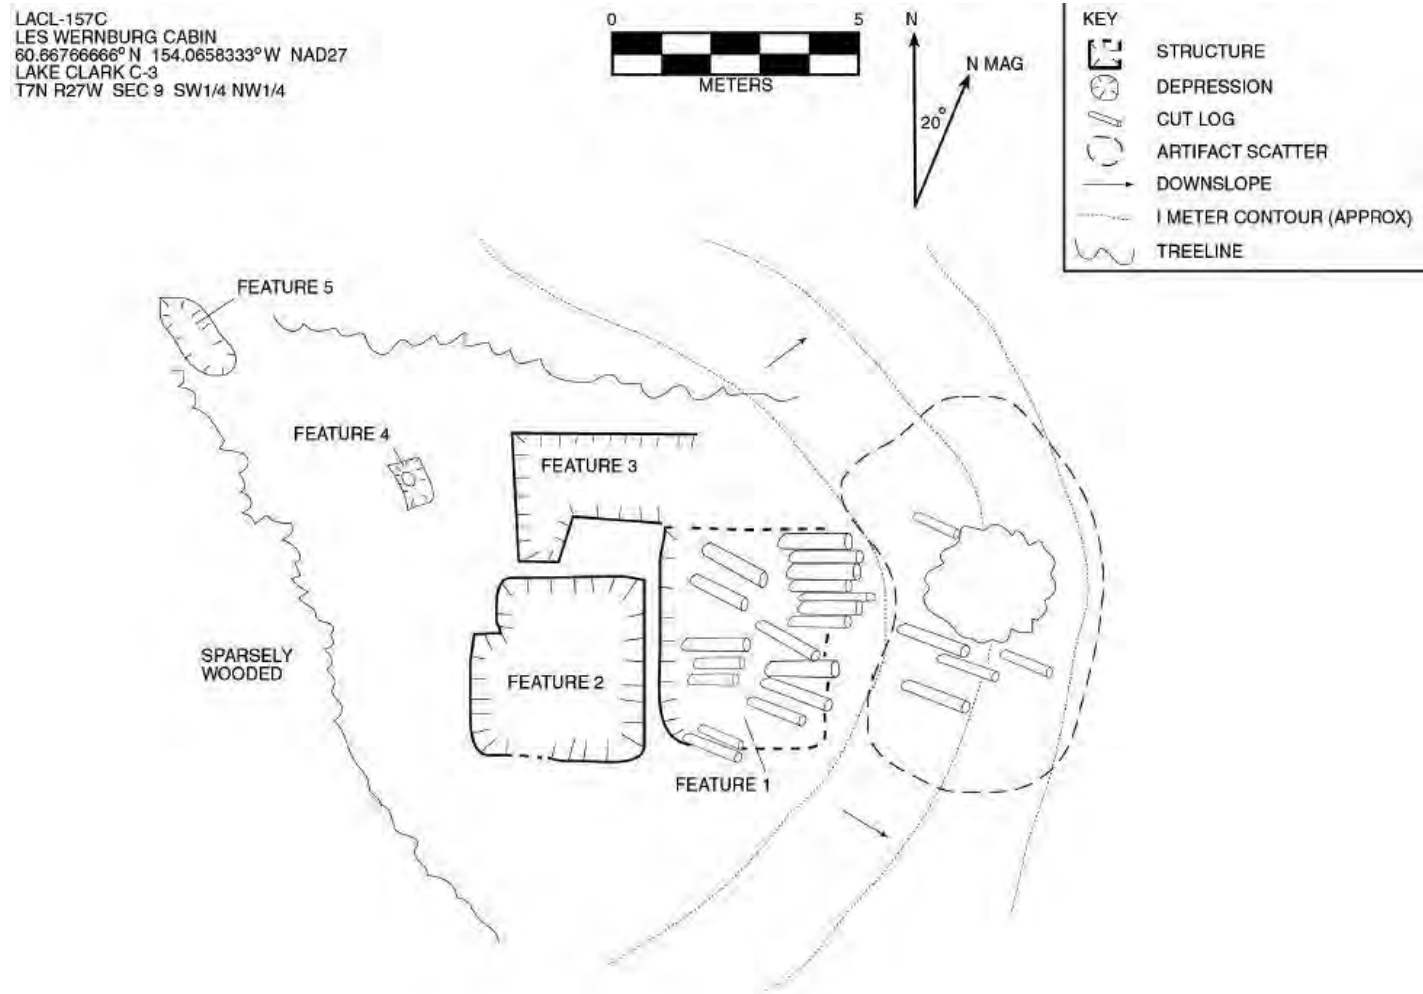 LACL-157C
LES WERNBURG CABIN
60.66766666° N 154.0658333° W NAD27
LAKE CLARK C-3
T7N R27W SEC 9 SW1/4 NW1/4
0 5
METERS
N
N MAG
20°
KEY
STRUCTURE
DEPRESSION
CUT LOG
ARTIFACT SCATTER
DOWNSLOPE
I METER CONTOUR (APPROX)
TREELINE
FEATURE 5
FEATURE 4
FEATURE 3
SPARSELY
WOODED
FEATURE 2
FEATURE 1